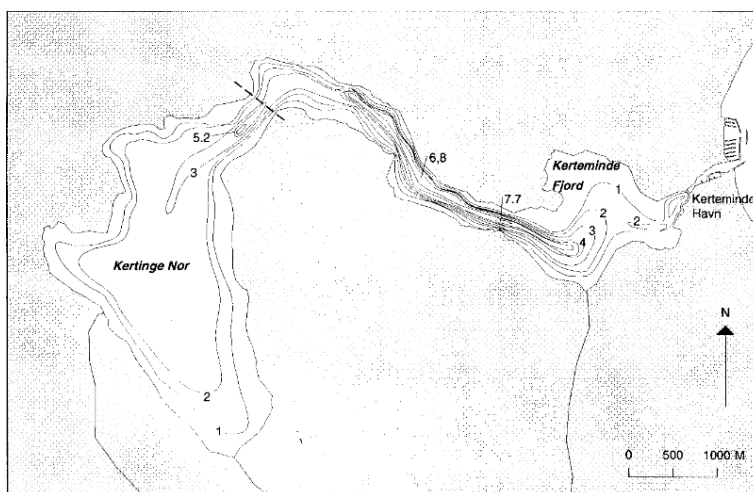 5.2
3
6,8
Kerteminde
Fjord
1
7.7
2
2
3
4
Kerteminde
Havn
Kertinge Nor
N
2
1
0 500 1000 M